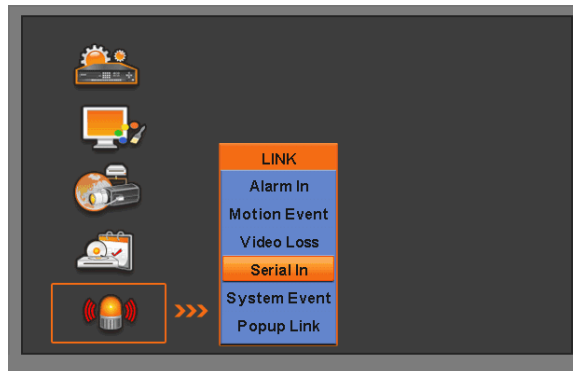 LINK
Alarm In
Motion Event
Video Loss
Serial In
System Event
Popup Link